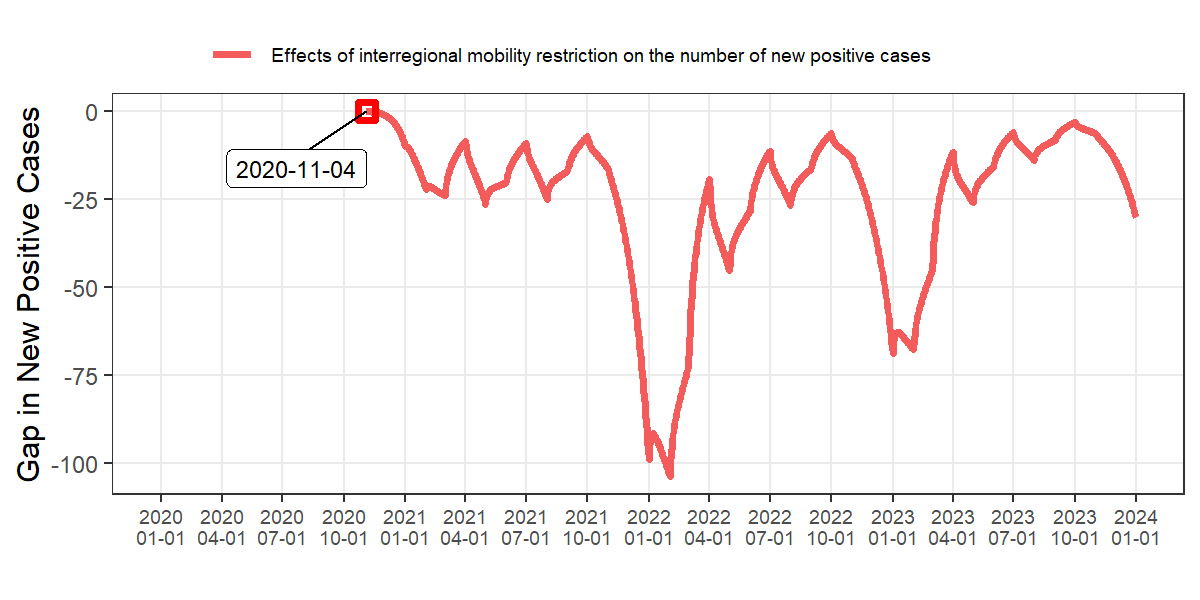 Effects of interregional mobility restriction on the number of new positive cases
Gap in New Positive Cases
0
-25
-50
-75
-100
2020-11-04
2020 2020 2020 2020 2021 2021 2021 2021 2022 2022 2022 2022 2023 2023 2023 2023 2024
01-01 04-01 07-01 10-01 01-01 04-01 07-01 10-01 01-01 04-01 07-01 10-01 01-01 04-01 07-01 10-01 01-01